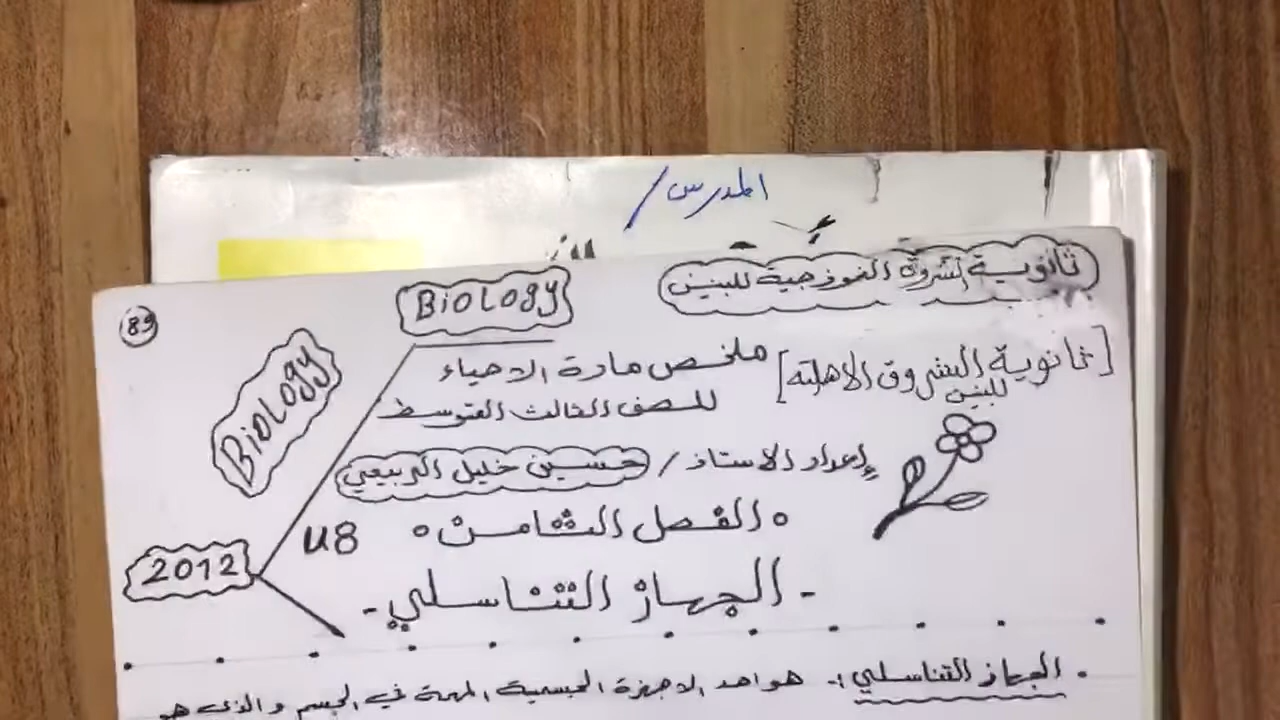 المدرس/
ثانوية الشروق النموذجية للبنين
BiOLOGY
89
[ثانوية الشروق الاهلية
للبنين]
ملخص مادة الاحياء
للصف الثالث المتوسط
BiOLOGY
إعداد الاستاذ / حسين خليل الربيعي
° الفصل الثامن °
U8
2012
- الجهاز التناسلي -
• الجهاز التناسلي :- هو احد الاجهزة الجسمية المهمة في الجسم والذي هو